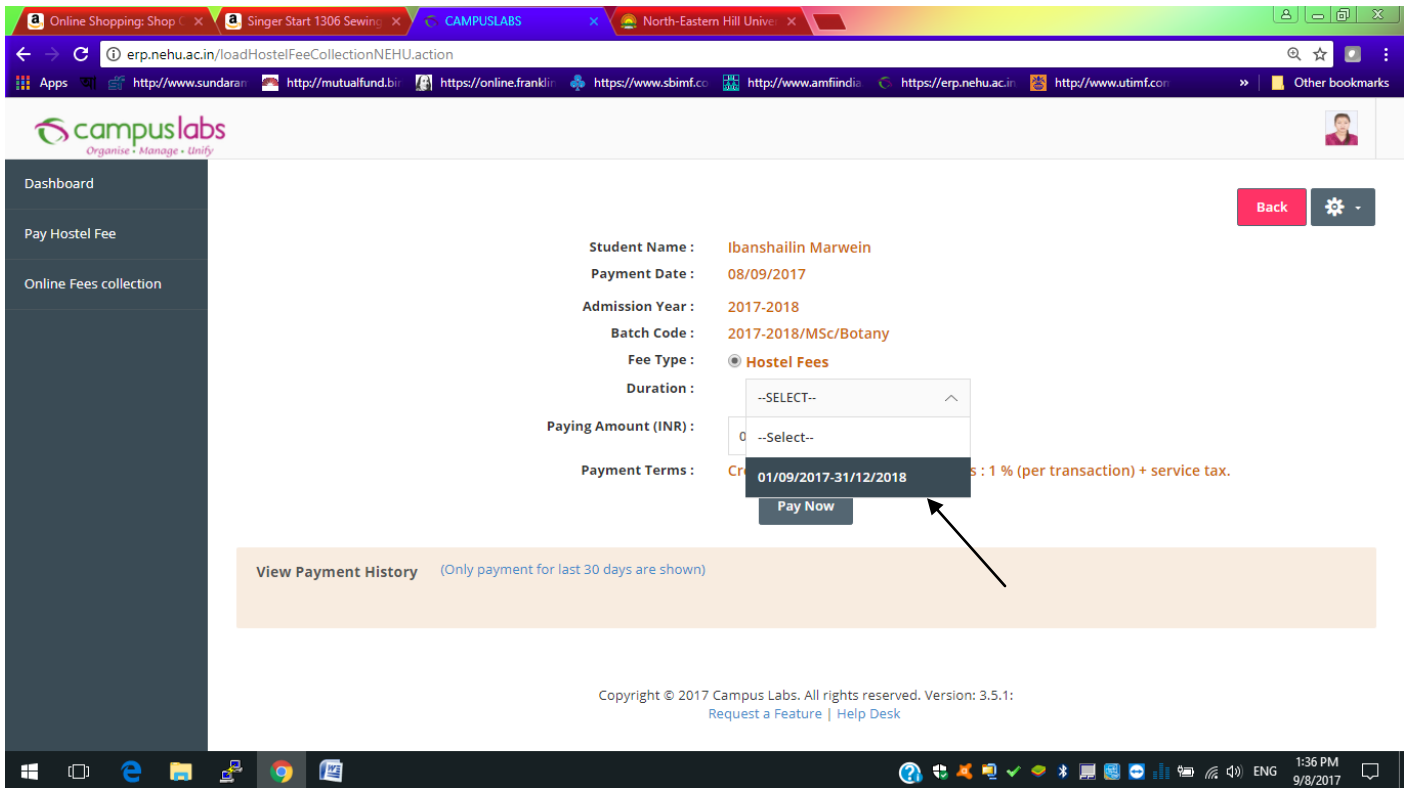 Online Shopping: Shop
Singer Start 1306 Sewing
CAMPUSLABS
North-Eastern Hill Univer
erp.nehu.ac.in/loadHostelFeeCollectionNEHU.action
Apps
http://www.sundaram
http://mutualfund.bir
https://online.franklin
https://www.sbimf.co
http://www.amfiindia
https://erp.nehu.ac.in
http://www.utimf.com
»
Other bookmarks
campuslabs
Organise • Manage • Unify
Dashboard
Pay Hostel Fee
Online Fees collection
Back
Student Name : Ibanshailin Marwein
Payment Date : 08/09/2017
Admission Year : 2017-2018
Batch Code : 2017-2018/MSc/Botany
Fee Type : Hostel Fees
Duration : --SELECT--
--Select--
01/09/2017-31/12/2018
Paying Amount (INR) : 0
Payment Terms : Cr s : 1 % (per transaction) + service tax.
Pay Now
View Payment History (Only payment for last 30 days are shown)
Copyright © 2017 Campus Labs. All rights reserved. Version: 3.5.1:
Request a Feature | Help Desk
ENG
1:36 PM
9/8/2017